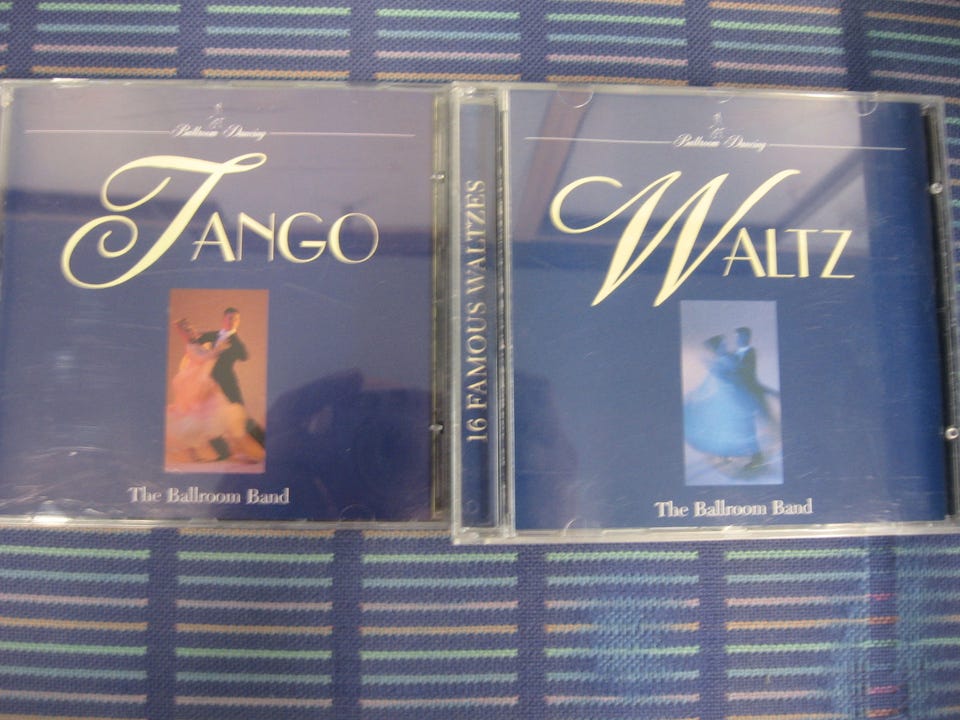 Ballroom Dancing
TANGO
The Ballroom Band
16 FAMOUS WALTZES
Ballroom Dancing
WALTZ
The Ballroom Band